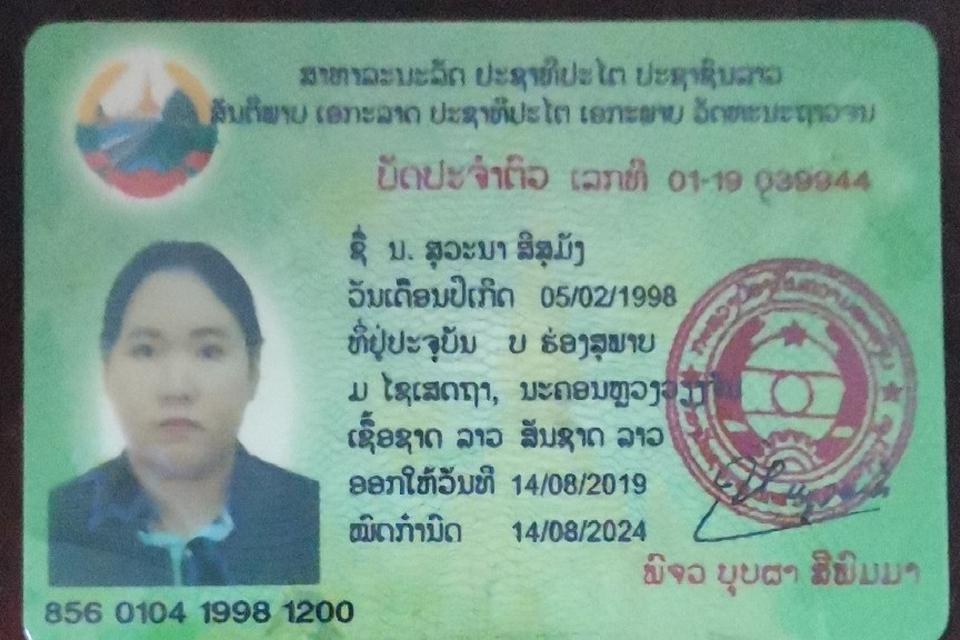 ສາທາລະນະລັດ ປະຊາທິປະໄຕ ປະຊາຊົນລາວ
ສັນຕິພາບ ເອກະລາດ ປະຊາທິປະໄຕ ເອກະພາບ ວັດທະນະຖາວອນ
ບັດປະຈຳຕົວ ເລກທີ 01-19 039944
ຊື່ ນ. ສຸວະນາ ສີສຸມັງ
ວັນເດືອນປີເກີດ 05/02/1998
ທີ່ຢູ່ປະຈຸບັນ ບ ຮ່ອງສຸພາບ
ມ ໄຊເສດຖາ, ນະຄອນຫຼວງວຽງຈັນ
ເຊື້ອຊາດ ລາວ ສັນຊາດ ລາວ
ອອກໃຫ້ວັນທີ 14/08/2019
ໝົດກຳນົດ 14/08/2024
ພັຈວ ບຸບຜາ ສີພິມມາ
856 0104 1998 1200